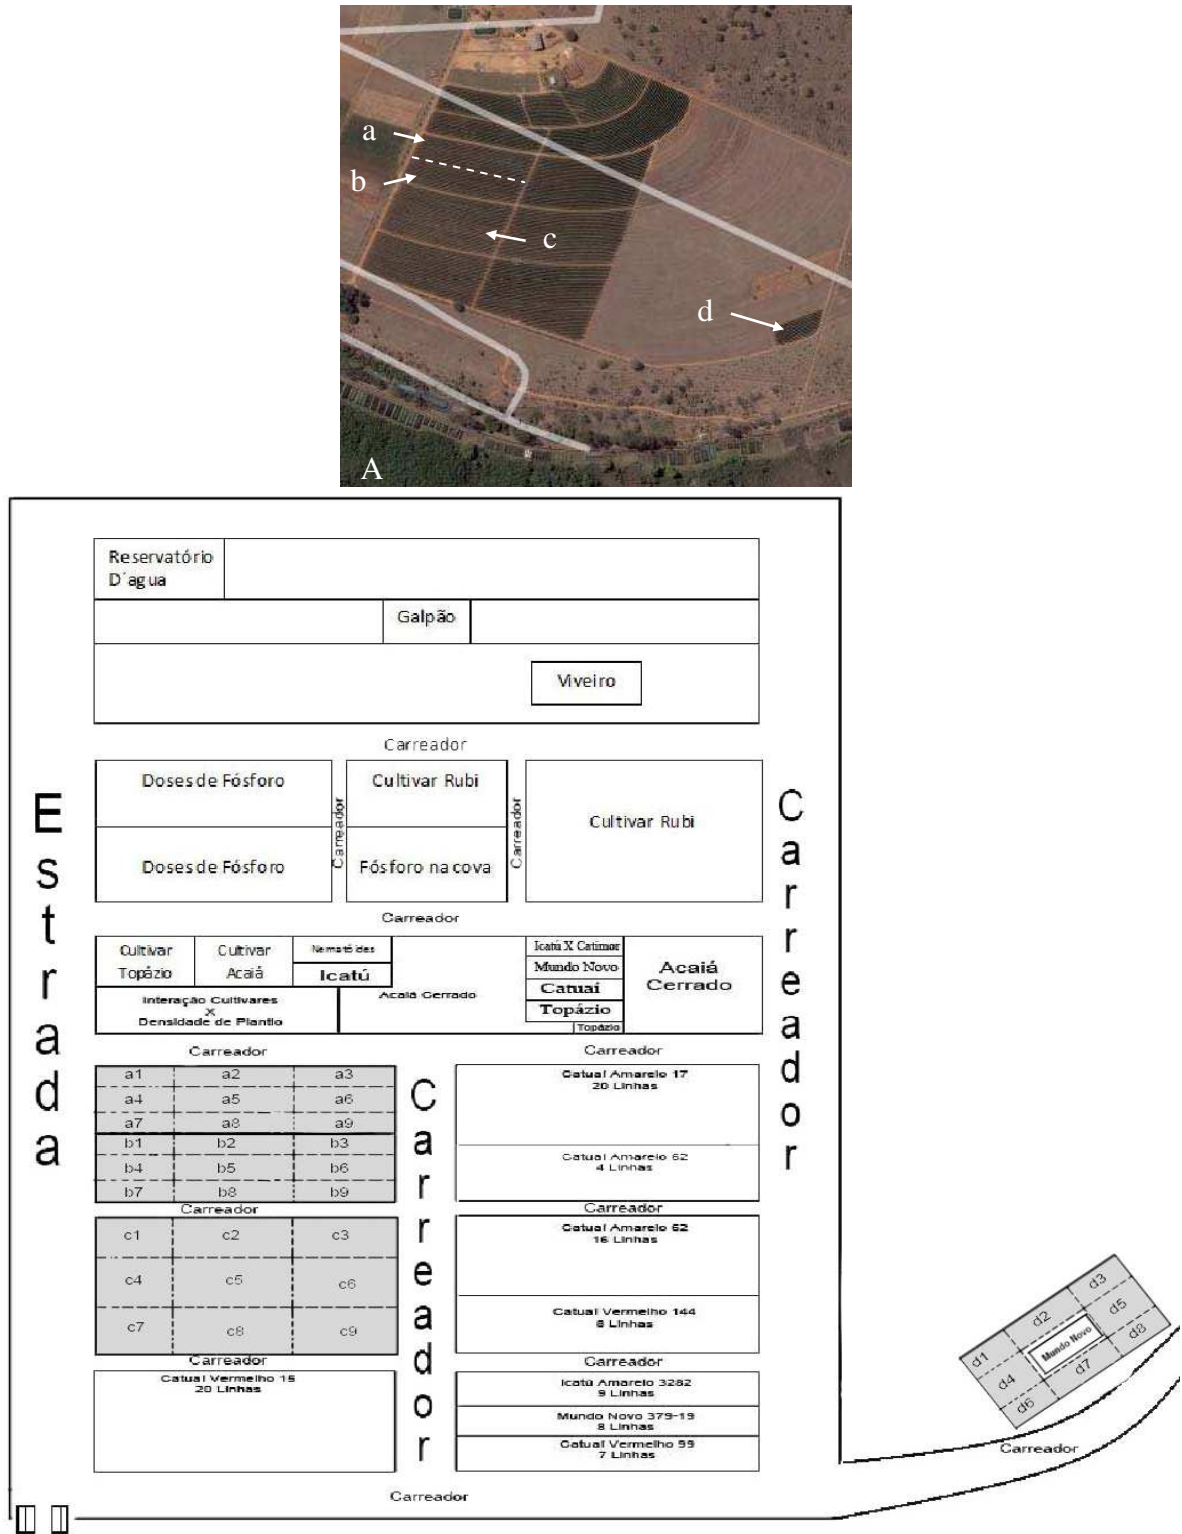 a
b
c
d
A
Reservatório
D´agua
Galpão
Viveiro
Carreador
Doses de Fósforo
Cultivar Rubi
Cultivar Rubi
Doses de Fósforo
Fósforo na cova
Carreador
Carreador
Carreador
Estrada
Carreador
Cultivar
Topázio
Cultivar
Acaiá
Nematóides
Icatú
Interação Cultivares
X
Densidade de Plantio
Acaiá Cerrado
Icatú X Catimor
Mundo Novo
Catuaí
Topázio
Topázio
Acaiá
Cerrado
Carreador
Carreador
a1 a2 a3
a4 a5 a6
a7 a8 a9
b1 b2 b3
b4 b5 b6
b7 b8 b9
Carreador
Carreador
c1 c2 c3
c4 c5 c6
c7 c8 c9
Carreador
Catuaí Vermelho 15
20 Linhas
Catuaí Amarelo 17
20 Linhas
Catuaí Amarelo 62
4 Linhas
Carreador
Catuaí Amarelo 62
16 Linhas
Catuaí Vermelho 144
8 Linhas
Carreador
Icatú Amarelo 3282
9 Linhas
Mundo Novo 379-19
8 Linhas
Catuaí Vermelho 99
7 Linhas
Carreador
d1 d2 d3
d4 Mundo Novo d5
d6 d7 d8
Carreador